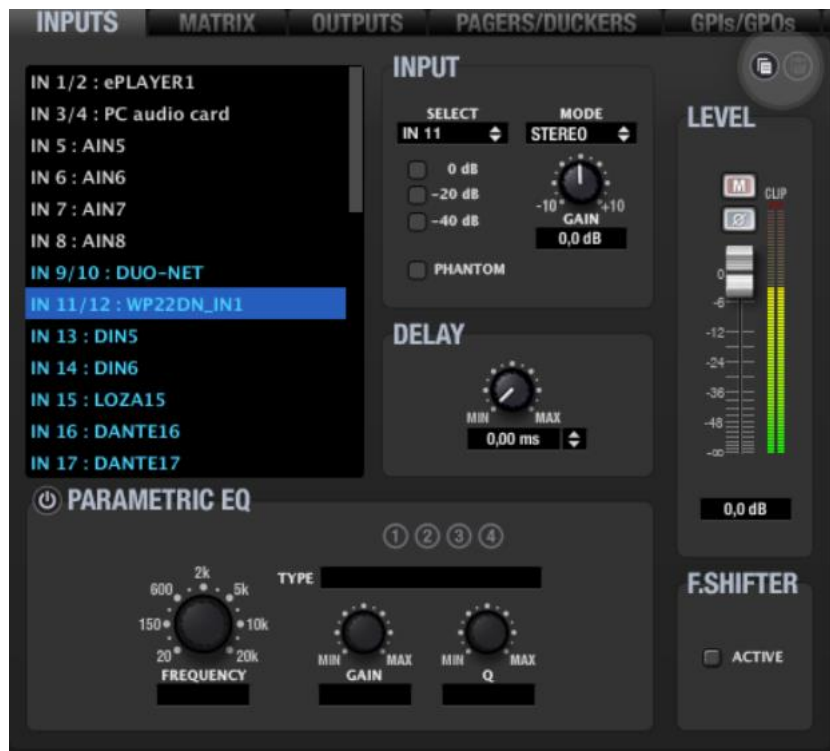 INPUTS MATRIX OUTPUTS PAGERS/DUCKERS GPIs/GPOs
IN 1/2 : ePLAYER1
IN 3/4 : PC audio card
IN 5 : AIN5
IN 6 : AIN6
IN 7 : AIN7
IN 8 : AIN8
IN 9/10 : DUO-NET
IN 11/12 : WP22DN_IN1
IN 13 : DIN5
IN 14 : DIN6
IN 15 : LOZA15
IN 16 : DANTE16
IN 17 : DANTE17
INPUT
SELECT MODE
IN 11 STEREO
0 dB
-20 dB
-40 dB
-10 +10
GAIN
0,0 dB
PHANTOM
DELAY
MIN MAX
0,00 ms
LEVEL
M CLIP
Ø
0
-6
-12
-24
-36
-48
-∞
0,0 dB
PARAMETRIC EQ
1 2 3 4
TYPE
2k
600 5k
150 10k
20 20k
FREQUENCY
MIN MAX
GAIN
MIN MAX
Q
F.SHIFTER
ACTIVE